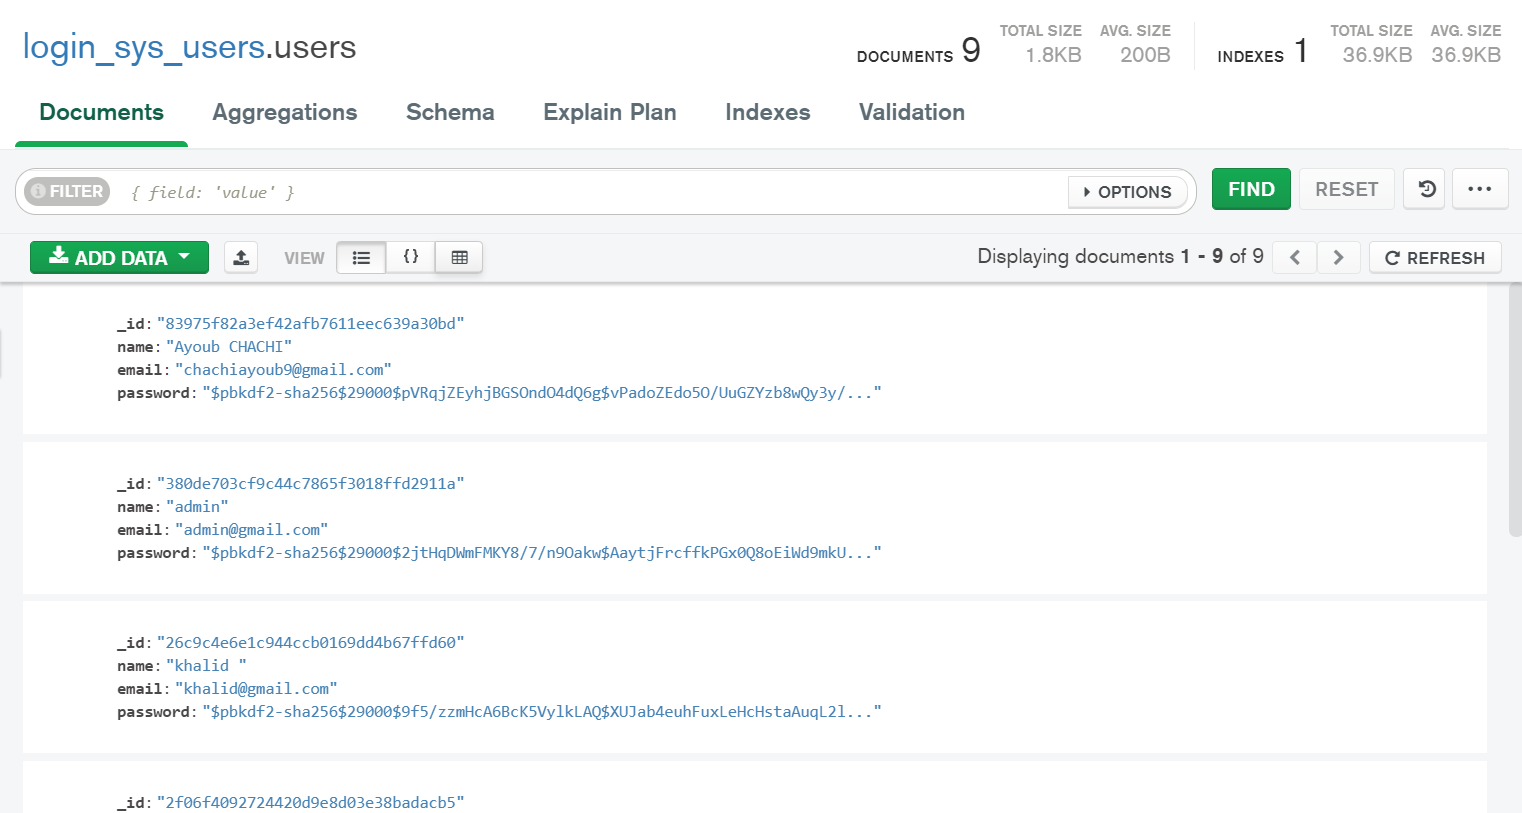 login_sys_users.users
DOCUMENTS 9 TOTAL SIZE 1.8KB AVG. SIZE 200B INDEXES 1 TOTAL SIZE 36.9KB AVG. SIZE 36.9KB
Documents Aggregations Schema Explain Plan Indexes Validation
FILTER { field: 'value' } OPTIONS FIND RESET ...
ADD DATA VIEW {} Displaying documents 1 - 9 of 9 REFRESH
_id: "83975f82a3ef42afb7611eec639a30bd"
name: "Ayoub CHACHI"
email: "chachiayoub9@gmail.com"
password: "$pbkdf2-sha256$29000$pVRqjZEyhjBGSOndO4dQ6g$vPadoZEdo5O/UuGZYzb8wQy3y/..."
_id: "380de703cf9c44c7865f3018ffd2911a"
name: "admin"
email: "admin@gmail.com"
password: "$pbkdf2-sha256$29000$2jtHqDWmFMKY8/7/n9Oakw$AaytjFrcffkPGx0Q8oEiWd9mkU..."
_id: "26c9c4e6e1c944ccb0169dd4b67ffd60"
name: "khalid "
email: "khalid@gmail.com"
password: "$pbkdf2-sha256$29000$9f5/zzmHcA6BcK5VylkLAQ$XUJab4euhFuxLeHcHstaAuqL2l..."
_id: "2f06f4092724420d9e8d03e38badacb5"